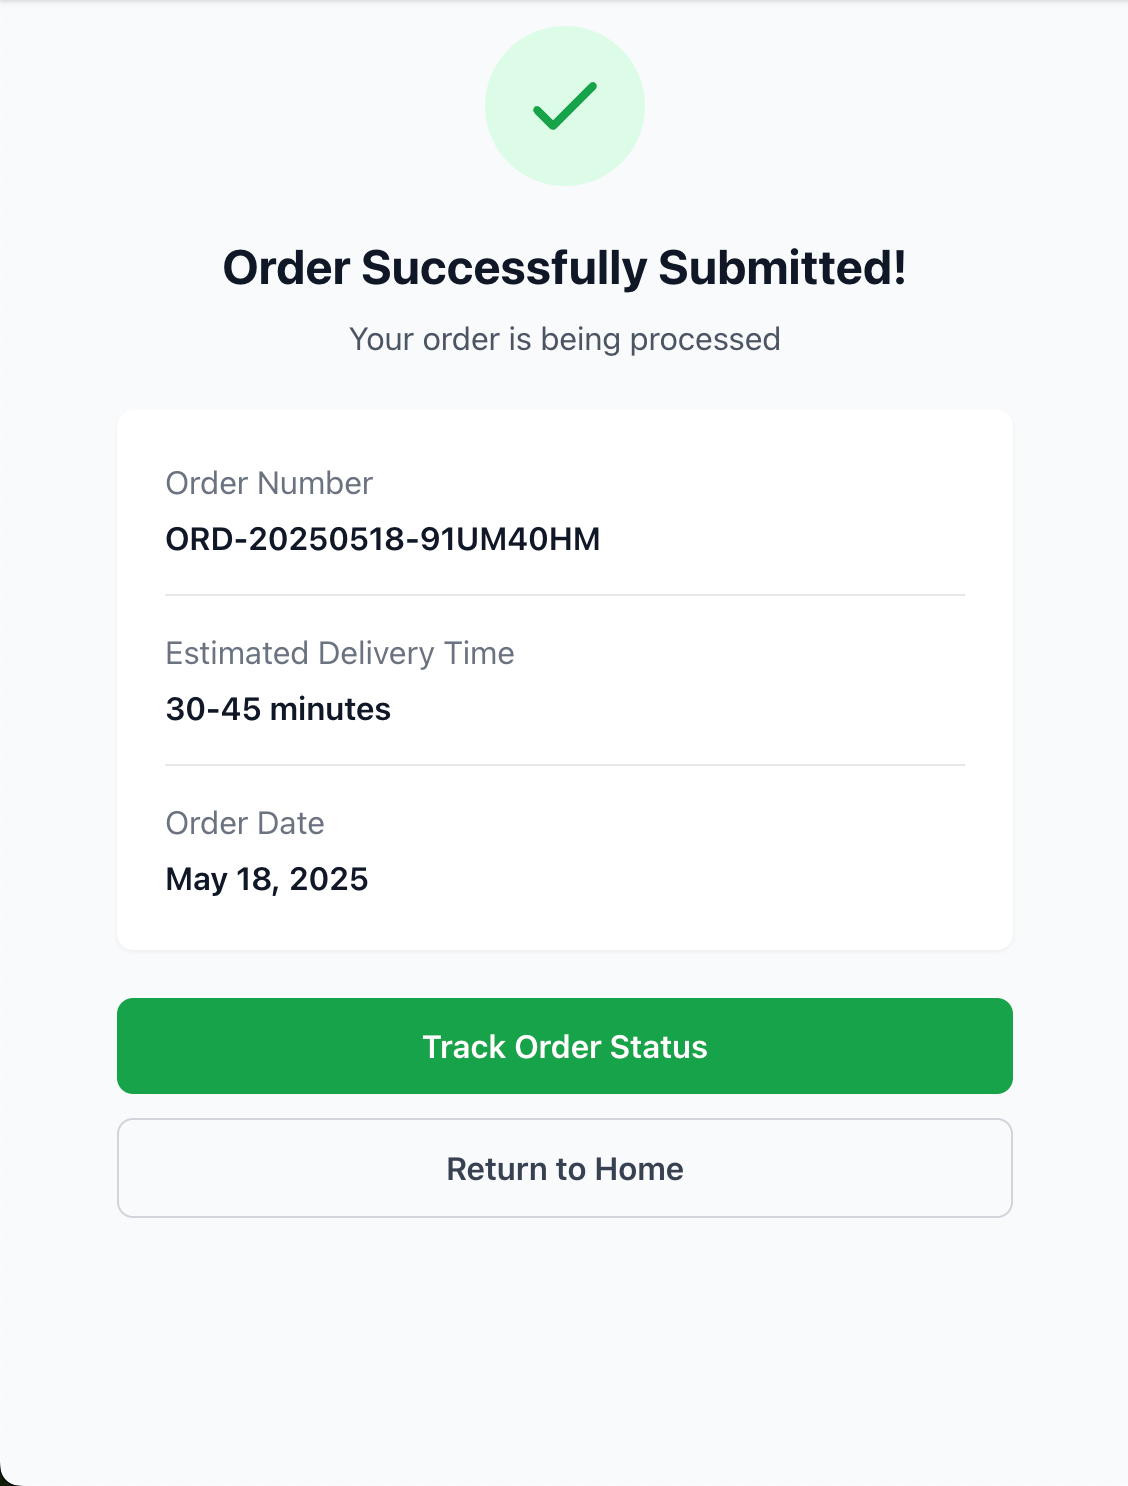 Order Successfully Submitted!
Your order is being processed
Order Number
ORD-20250518-91UM40HM
Estimated Delivery Time
30-45 minutes
Order Date
May 18, 2025
Track Order Status
Return to Home